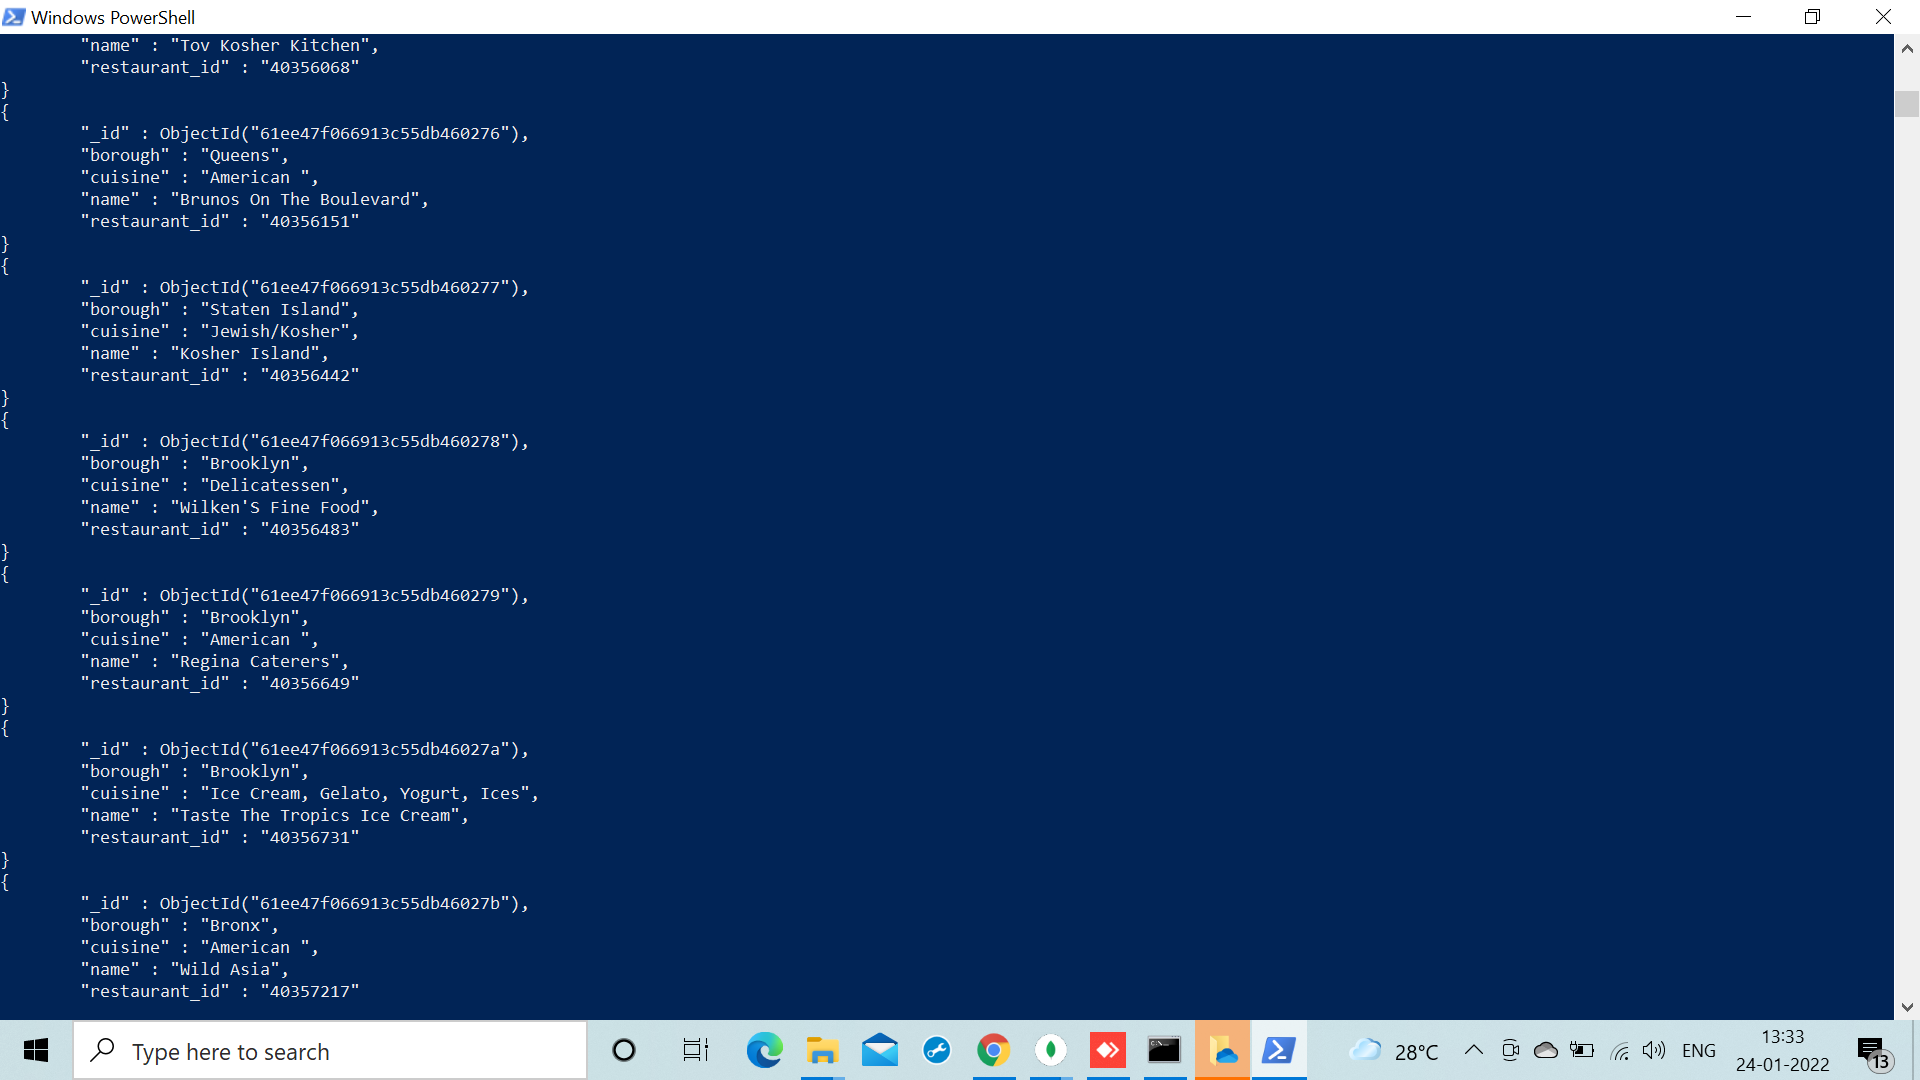 Windows PowerShell
"name" : "Tov Kosher Kitchen",
"restaurant_id" : "40356068"
}
{
"_id" : ObjectId("61ee47f066913c55db460276"),
"borough" : "Queens",
"cuisine" : "American ",
"name" : "Brunos On The Boulevard",
"restaurant_id" : "40356151"
}
{
"_id" : ObjectId("61ee47f066913c55db460277"),
"borough" : "Staten Island",
"cuisine" : "Jewish/Kosher",
"name" : "Kosher Island",
"restaurant_id" : "40356442"
}
{
"_id" : ObjectId("61ee47f066913c55db460278"),
"borough" : "Brooklyn",
"cuisine" : "Delicatessen",
"name" : "Wilken'S Fine Food",
"restaurant_id" : "40356483"
}
{
"_id" : ObjectId("61ee47f066913c55db460279"),
"borough" : "Brooklyn",
"cuisine" : "American ",
"name" : "Regina Caterers",
"restaurant_id" : "40356649"
}
{
"_id" : ObjectId("61ee47f066913c55db46027a"),
"borough" : "Brooklyn",
"cuisine" : "Ice Cream, Gelato, Yogurt, Ices",
"name" : "Taste The Tropics Ice Cream",
"restaurant_id" : "40356731"
}
{
"_id" : ObjectId("61ee47f066913c55db46027b"),
"borough" : "Bronx",
"cuisine" : "American ",
"name" : "Wild Asia",
"restaurant_id" : "40357217"
Type here to search
28°C
ENG
13:33
24-01-2022
13